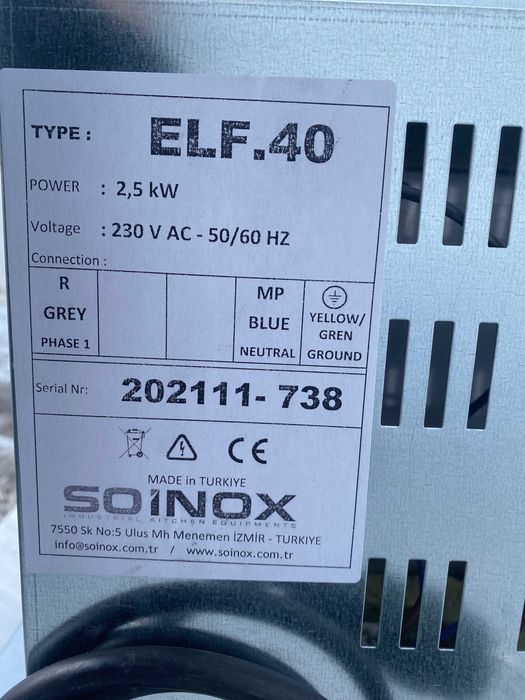 TYPE : ELF.40
POWER : 2,5 kW
Voltage : 230 V AC - 50/60 HZ
Connection :
R
GREY
PHASE 1
MP
BLUE
NEUTRAL
YELLOW/
GREN
GROUND
Serial Nr: 202111- 738
CE
MADE in TURKIYE
SOINOX
INDUSTRIAL KITCHEN EQUIPMENTS
7550 Sk No:5 Ulus Mh Menemen İZMİR - TURKIYE
info@soinox.com.tr / www.soinox.com.tr